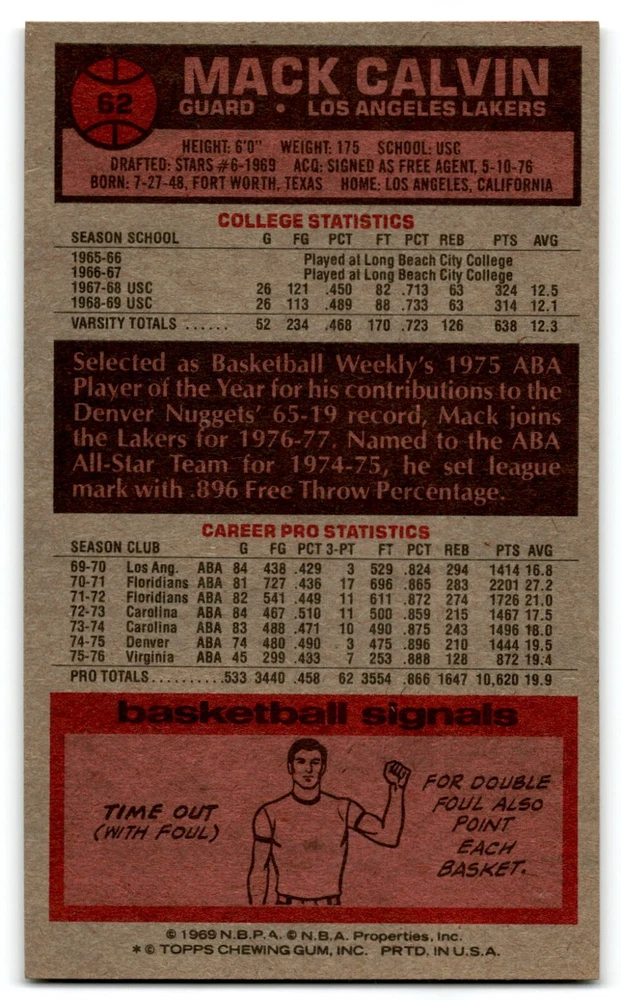 62
MACK CALVIN
GUARD • LOS ANGELES LAKERS
HEIGHT: 6'0" WEIGHT: 175 SCHOOL: USC
DRAFTED: STARS #6-1969 ACQ: SIGNED AS FREE AGENT, 5-10-76
BORN: 7-27-48, FORT WORTH, TEXAS HOME: LOS ANGELES, CALIFORNIA
COLLEGE STATISTICS
SEASON SCHOOL G FG PCT FT PCT REB PTS AVG
1965-66 Played at Long Beach City College
1966-67 Played at Long Beach City College
1967-68 USC 26 121 .450 82 .713 63 324 12.5
1968-69 USC 26 113 .489 88 .733 63 314 12.1
VARSITY TOTALS ...... 52 234 .468 170 .723 126 638 12.3
Selected as Basketball Weekly's 1975 ABA
Player of the Year for his contributions to the
Denver Nuggets' 65-19 record, Mack joins
the Lakers for 1976-77. Named to the ABA
All-Star Team for 1974-75, he set league
mark with .896 Free Throw Percentage.
CAREER PRO STATISTICS
SEASON CLUB G FG PCT 3-PT FT PCT REB PTS AVG
69-70 Los Ang. ABA 84 438 .429 3 529 .824 294 1414 16.8
70-71 Floridians ABA 81 727 .436 17 696 .865 283 2201 27.2
71-72 Floridians ABA 82 541 .449 11 611 .872 274 1726 21.0
72-73 Carolina ABA 84 467 .510 11 500 .859 215 1467 17.5
73-74 Carolina ABA 83 488 .471 10 490 .875 243 1496 18.0
74-75 Denver ABA 74 480 .490 3 475 .896 210 1444 19.5
75-76 Virginia ABA 45 299 .433 7 253 .888 128 872 19.4
PRO TOTALS..........533 3440 .458 62 3554 .866 1647 10,620 19.9
basketball signals
TIME OUT
(WITH FOUL)
FOR DOUBLE
FOUL ALSO
POINT
EACH
BASKET.
© 1969 N.B.P.A. © N.B.A. Properties, Inc.
* © TOPPS CHEWING GUM, INC. PRTD. IN U.S.A.